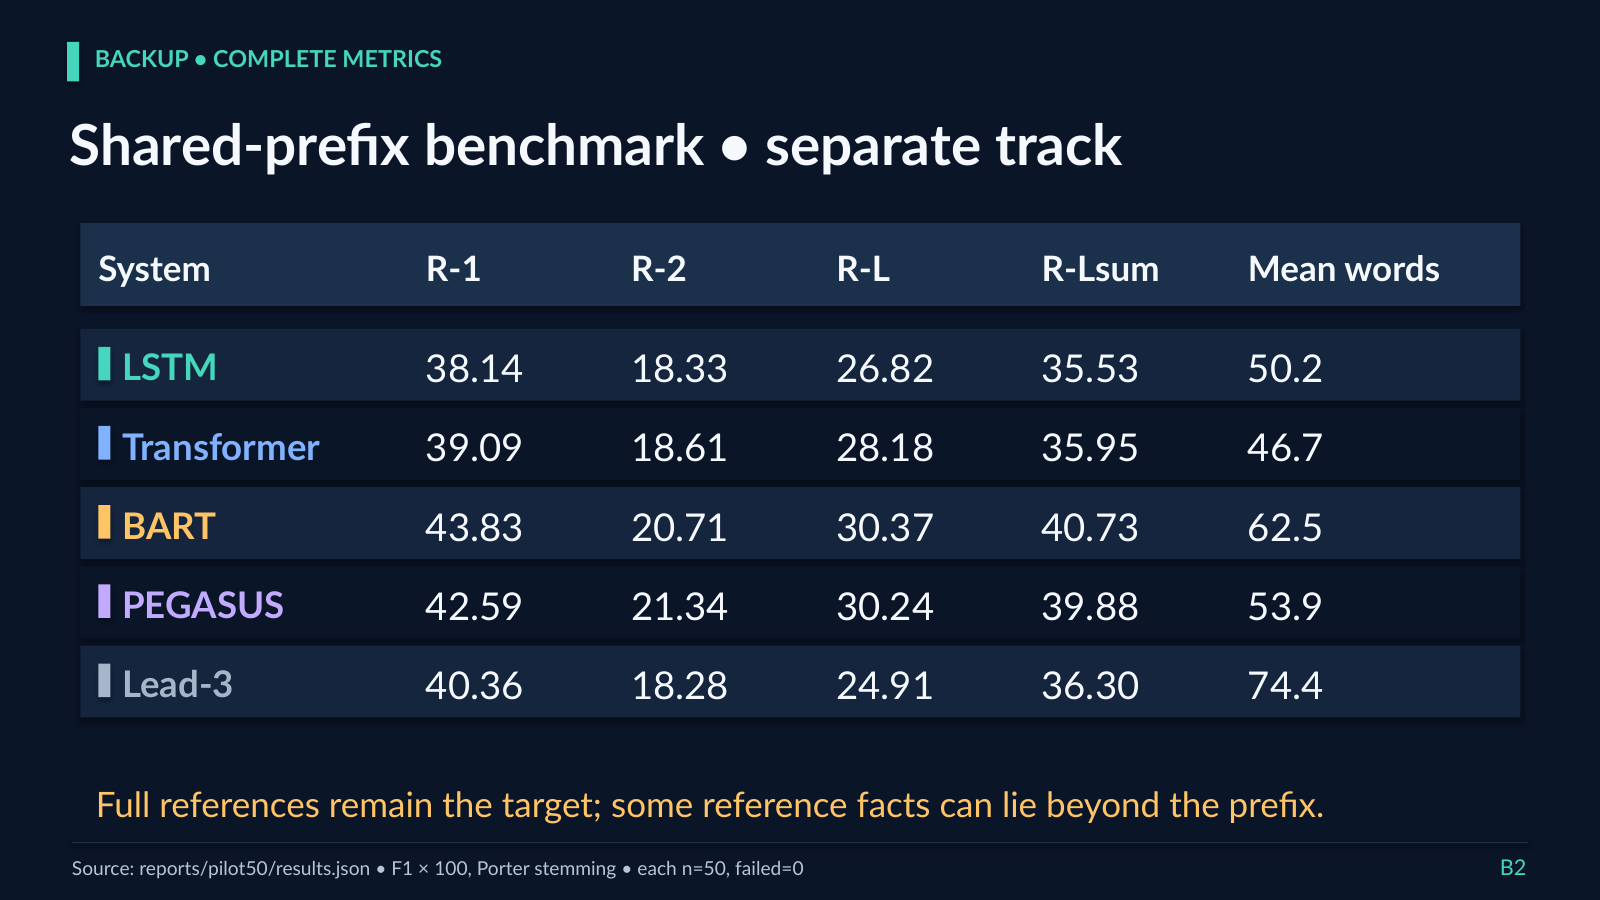 BACKUP • COMPLETE METRICS
Shared-prefix benchmark • separate track
System R-1 R-2 R-L R-Lsum Mean words
LSTM 38.14 18.33 26.82 35.53 50.2
Transformer 39.09 18.61 28.18 35.95 46.7
BART 43.83 20.71 30.37 40.73 62.5
PEGASUS 42.59 21.34 30.24 39.88 53.9
Lead-3 40.36 18.28 24.91 36.30 74.4
Full references remain the target; some reference facts can lie beyond the prefix.
Source: reports/pilot50/results.json • F1 × 100, Porter stemming • each n=50, failed=0 B2